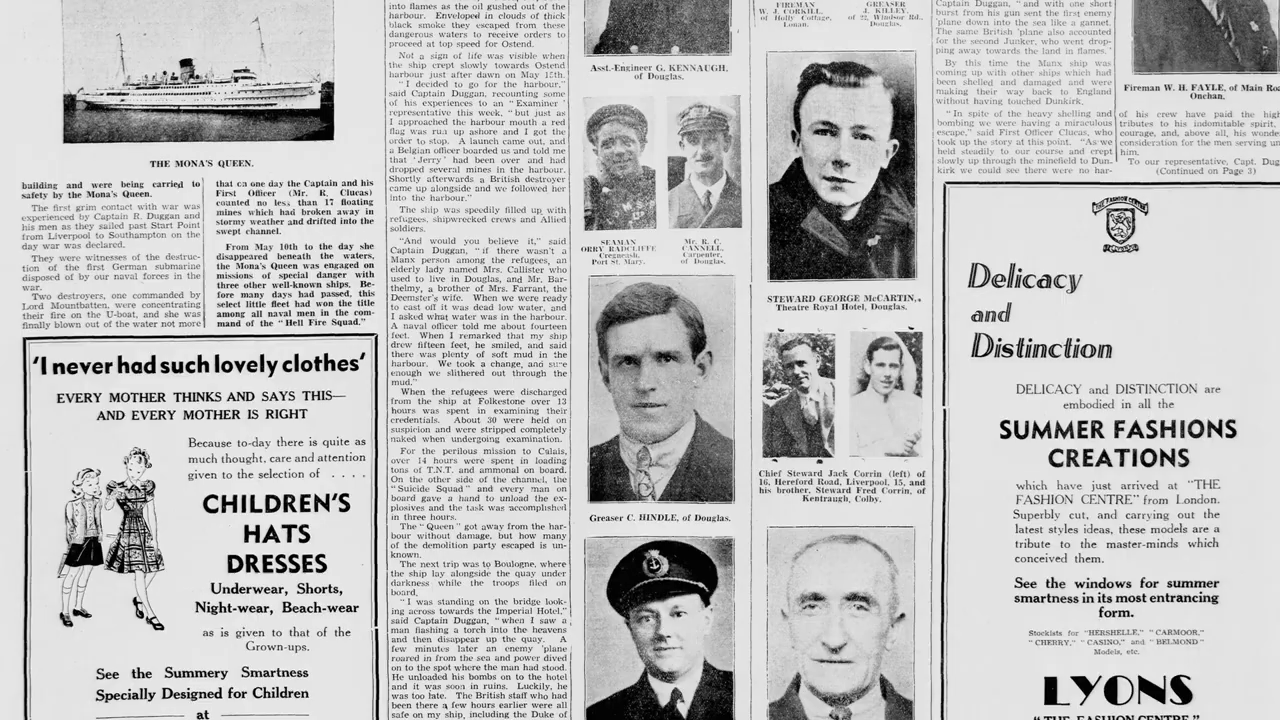 THE MONA'S QUEEN.
building and were being carried to
safety by the Mona's Queen.
The first grim contact with war was
experienced by Captain R. Duggan and
his men as they sailed past Start Point
from Liverpool to Southampton on the
day war was declared.
They were witnesses of the destruc-
tion of the first German submarine
disposed of by our naval forces in the
war.
Two destroyers, one commanded by
Lord Mountbatten, were concentrating
their fire on the U-boat, and she was
finally blown out of the water not more
that on one day the Captain and his
First Officer (Mr. R. Clucas)
counted no less than 17 floating
mines which had broken away in
stormy weather and drifted into the
swept channel.
From May 10th to the day she
disappeared beneath the waters,
the Mona's Queen was engaged on
missions of special danger with
three other well-known ships. Be-
fore many days had passed, this
select little fleet had won the title
among all naval men in the com-
mand of the "Hell Fire Squad."
'I never had such lovely clothes'
EVERY MOTHER THINKS AND SAYS THIS—
AND EVERY MOTHER IS RIGHT
Because to-day there is quite as
much thought, care and attention
given to the selection of . . . .
CHILDREN'S
HATS
DRESSES
Underwear, Shorts,
Night-wear, Beach-wear
as is given to that of the
Grown-ups.
See the Summery Smartness
Specially Designed for Children
at
into flames as the oil gushed out of the
harbour. Enveloped in clouds of thick
black smoke they escaped from these
dangerous waters to receive orders to
proceed at top speed for Ostend.
Not a sign of life was visible when
the ship crept slowly towards Ostend
harbour just after dawn on May 15th.
"I decided to go for the harbour,"
said Captain Duggan, recounting some
of his experiences to an "Examiner"
representative this week, "but just as
I approached the harbour mouth a red
flag was run up ashore and I got the
order to stop. A launch came out, and
a Belgian officer boarded us and told me
that 'Jerry' had been over and had
dropped several mines in the harbour.
Shortly afterwards a British destroyer
came up alongside and we followed her
into the harbour."
The ship was speedily filled up with
refugees, shipwrecked crews and Allied
soldiers.
"And would you believe it," said
Captain Duggan, "if there wasn't a
Manx person among the refugees, an
elderly lady named Mrs. Callister who
used to live in Douglas, and Mr. Bar-
thelmy, a brother of Mrs. Farrant, the
Deemster's wife. When we were ready
to cast off it was dead low water, and
I asked what water was in the harbour.
A naval officer told me about fourteen
feet. When I remarked that my ship
drew fifteen feet, he smiled, and said
there was plenty of soft mud in the
harbour. We took a change, and sure
enough we slithered out through the
mud."
When the refugees were discharged
from the ship at Folkestone over 13
hours was spent in examining their
credentials. About 30 were held on
suspicion and were stripped completely
naked when undergoing examination.
For the perilous mission to Calais,
over 14 hours were spent in loading
tons of T.N.T. and ammonal on board.
On the other side of the channel, the
"Suicide Squad" and every man on
board gave a hand to unload the ex-
plosives and the task was accomplished
in three hours.
The "Queen" got away from the har-
bour without damage, but how many
of the demolition party escaped is un-
known.
The next trip was to Boulogne, where
the ship lay alongside the quay under
darkness while the troops filed on
board.
"I was standing on the bridge look-
ing across towards the Imperial Hotel,"
said Captain Duggan, "when I saw a
man flashing a torch into the heavens
and then disappear up the quay. A
few minutes later an enemy 'plane
roared in from the sea and power dived
on to the spot where the man had stood.
He unloaded his bombs on to the hotel
and it was soon in ruins. Luckily, he
was too late. The British staff who had
been there a few hours earlier were all
safe on my ship, including the Duke of
Asst.-Engineer G. KENNAUGH,
of Douglas.
SEAMAN
ORRY RADCLIFFE
Cregneash,
Port St. Mary.
Mr. R. C.
CANNELL,
Carpenter,
of Douglas.
Greaser C. HINDLE, of Douglas.
FIREMAN
W. J. CORKILL,
of Holly Cottage,
Lonan.
GREASER
J. KILLEY,
of 22, Windsor Rd.,
Douglas.
STEWARD GEORGE McCARTIN,
Theatre Royal Hotel, Douglas.
Chief Steward Jack Corrin (left) of
16, Hereford Road, Liverpool, 15, and
his brother, Steward Fred Corrin, of
Kentraugh, Colby.
Captain Duggan, "and with one short
burst from his gun sent the first enemy
'plane down into the sea like a gannet.
The same British 'plane also accounted
for the second Junker, who went drop-
ping away towards the land in flames."
By this time the Manx ship was
coming up with other ships which had
been shelled and damaged and were
making their way back to England
without having touched Dunkirk.
"In spite of the heavy shelling and
bombing we were having a miraculous
escape," said First Officer Clucas, who
took up the story at this point. "As we
held steadily to our course and crept
slowly up through the minefield to Dun-
kirk we could see there were no har-
Fireman W. H. FAYLE, of Main Roa
Onchan.
of his crew have paid the high
tributes to his indomitable spirit,
courage, and, above all, his wonde
consideration for the men serving un
him.
To our representative, Capt. Dug
(Continued on Page 3)
THE FASHION CENTRE
Delicacy
and
Distinction
DELICACY and DISTINCTION are
embodied in all the
SUMMER FASHIONS
CREATIONS
which have just arrived at "THE
FASHION CENTRE" from London.
Superbly cut, and carrying out the
latest styles ideas, these models are a
tribute to the master-minds which
conceived them.
See the windows for summer
smartness in its most entrancing
form.
Stockists for "HERSHELLE," "CARMOOR,"
"CHERRY," "CASINO," and "BELMOND"
Models, etc.
LYONS
"THE FASHION CENTRE"